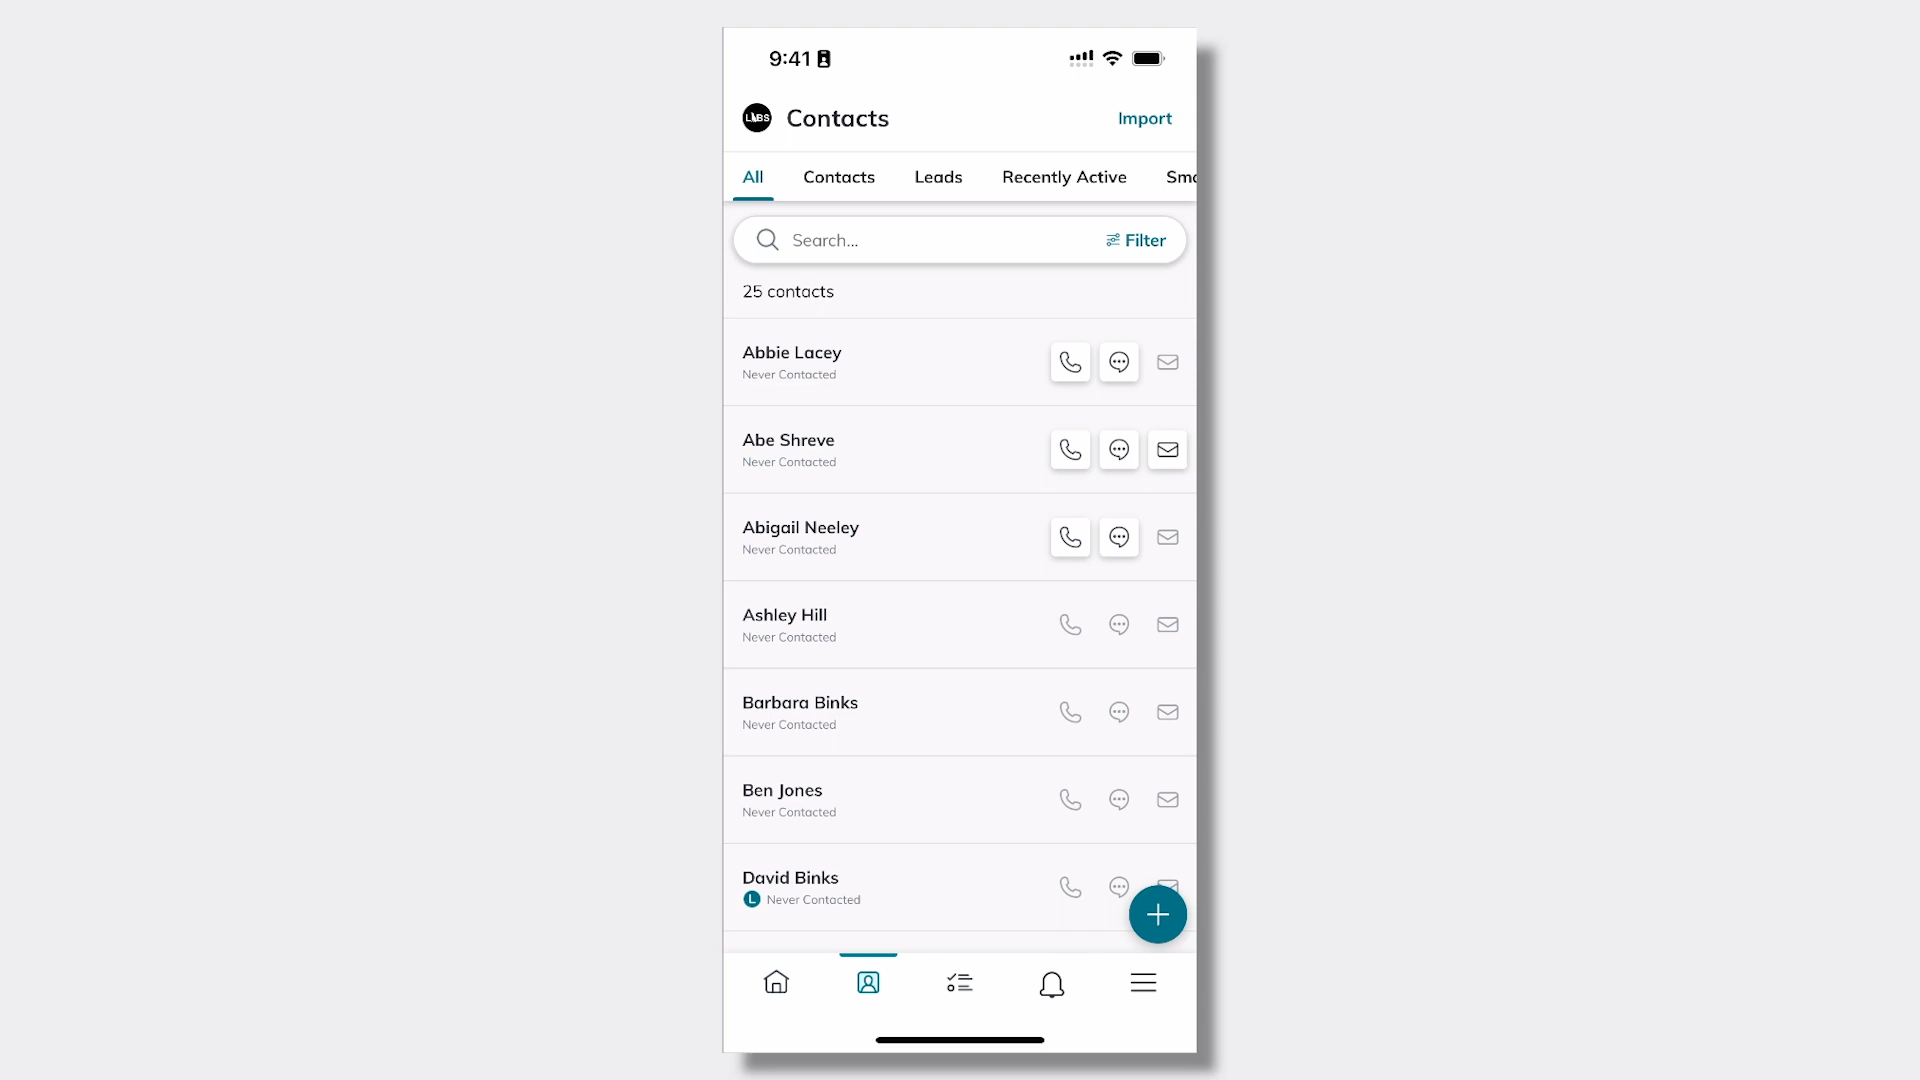 9:41
LABS Contacts Import
All Contacts Leads Recently Active Sma
Search... Filter
25 contacts
Abbie Lacey
Never Contacted
Abe Shreve
Never Contacted
Abigail Neeley
Never Contacted
Ashley Hill
Never Contacted
Barbara Binks
Never Contacted
Ben Jones
Never Contacted
David Binks
L Never Contacted